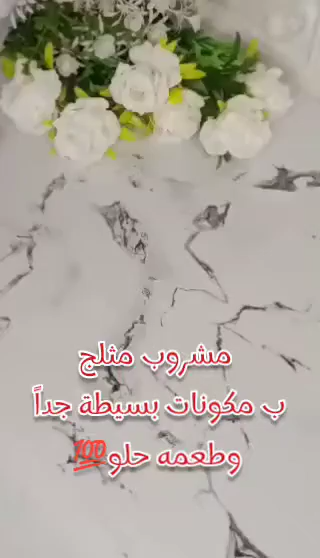 مشروب مثلج
ب مكونات بسيطة جداً
وطعمه حلو💯